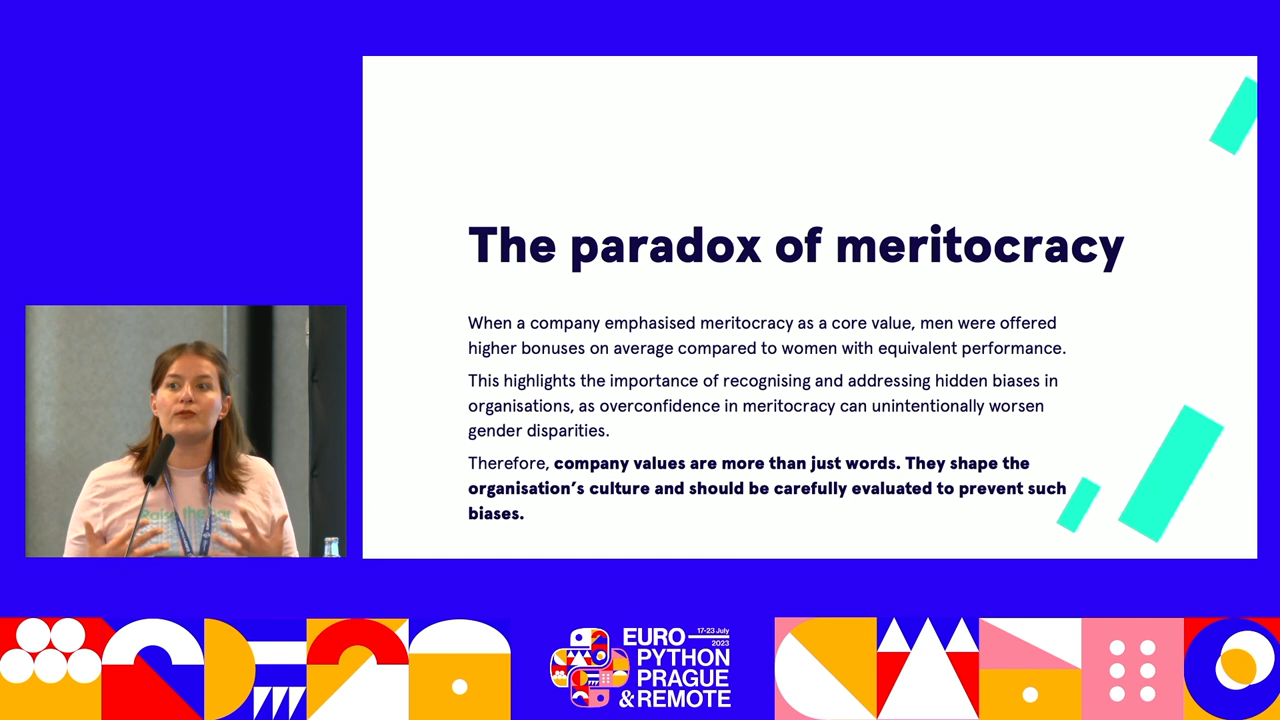 The paradox of meritocracy
When a company emphasised meritocracy as a core value, men were offered
higher bonuses on average compared to women with equivalent performance.
This highlights the importance of recognising and addressing hidden biases in
organisations, as overconfidence in meritocracy can unintentionally worsen
gender disparities.
Therefore, company values are more than just words. They shape the
organisation's culture and should be carefully evaluated to prevent such
biases.
Raise the bar
EURO
17-23 July
2023
PYTHON
PRAGUE
& REMOTE